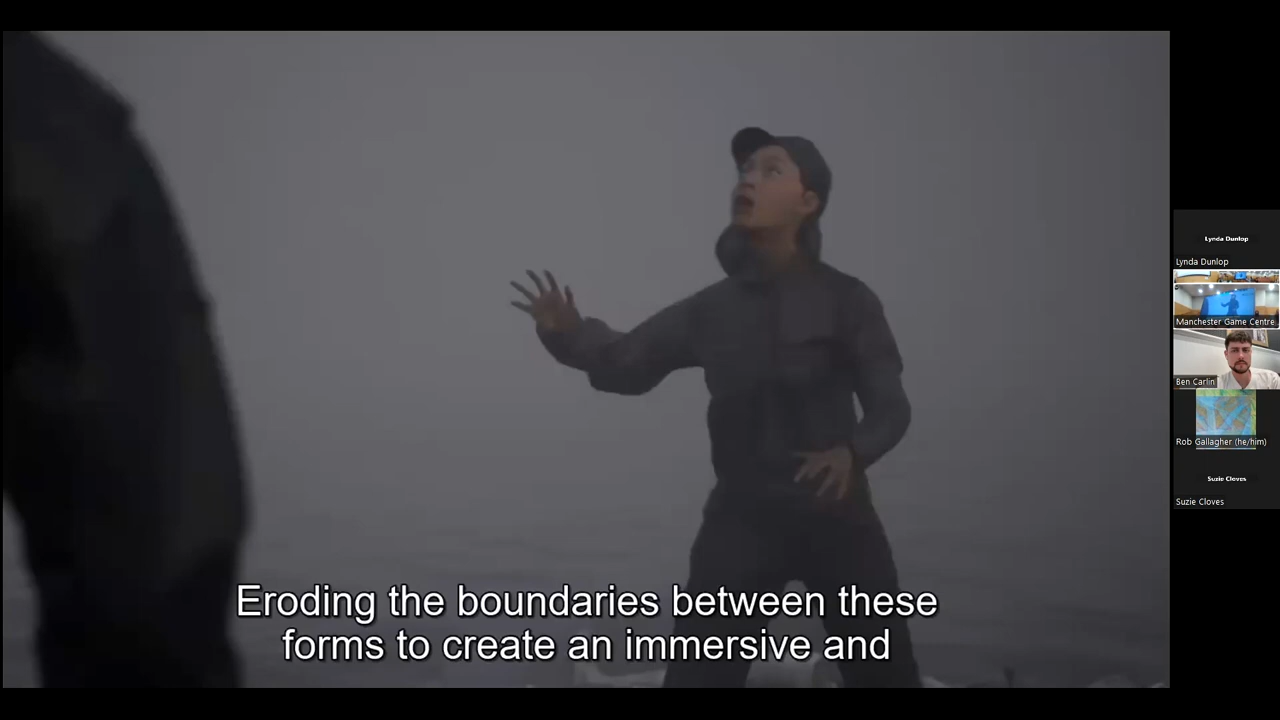 Eroding the boundaries between these
forms to create an immersive and
Lynda Dunlop
Lynda Dunlop
Manchester Game Centre
Ben Carlin
Rob Gallagher (he/him)
Suzie Cloves
Suzie Cloves